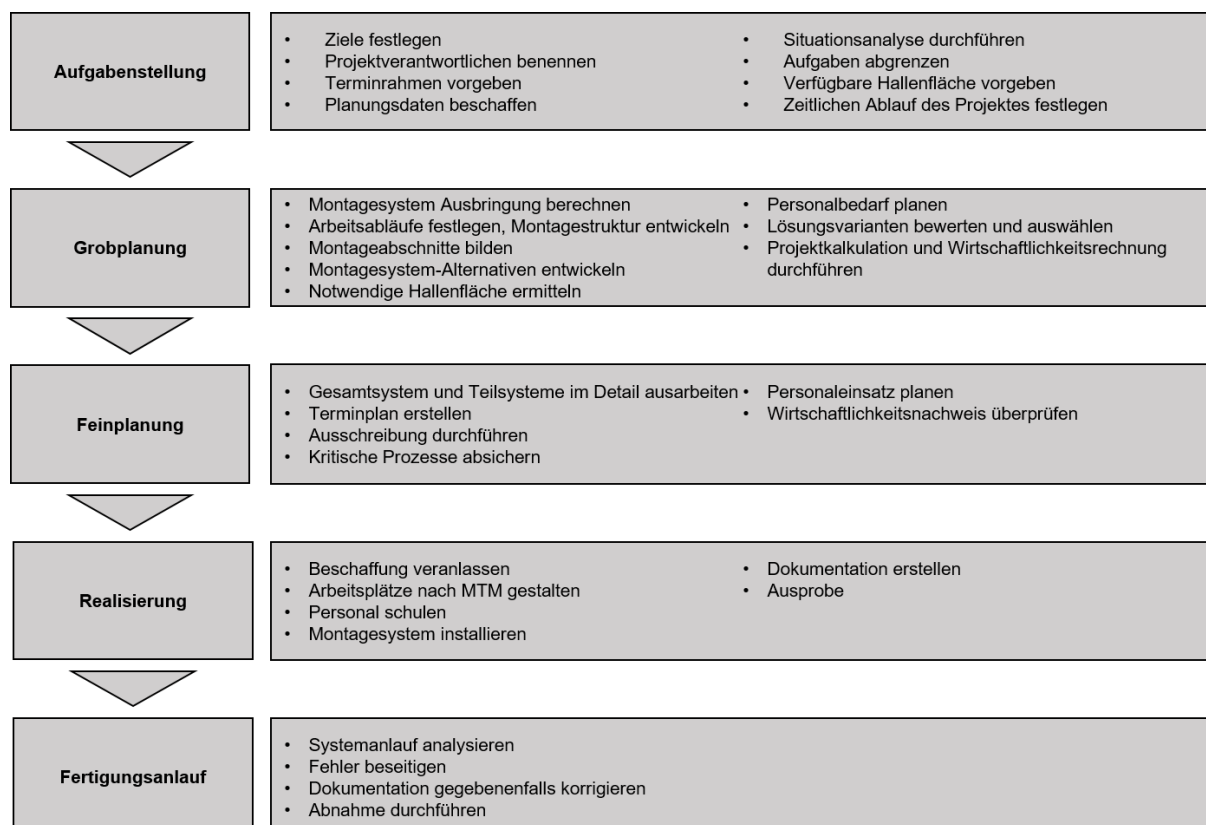 Aufgabenstellung
• Ziele festlegen
• Projektverantwortlichen benennen
• Terminrahmen vorgeben
• Planungsdaten beschaffen
• Situationsanalyse durchführen
• Aufgaben abgrenzen
• Verfügbare Hallenfläche vorgeben
• Zeitlichen Ablauf des Projektes festlegen
Grobplanung
• Montagesystem Ausbringung berechnen
• Arbeitsabläufe festlegen, Montagestruktur entwickeln
• Montageabschnitte bilden
• Montagesystem-Alternativen entwickeln
• Notwendige Hallenfläche ermitteln
• Personalbedarf planen
• Lösungsvarianten bewerten und auswählen
• Projektkalkulation und Wirtschaftlichkeitsrechnung
durchführen
Feinplanung
• Gesamtsystem und Teilsysteme im Detail ausarbeiten
• Terminplan erstellen
• Ausschreibung durchführen
• Kritische Prozesse absichern
• Personaleinsatz planen
• Wirtschaftlichkeitsnachweis überprüfen
Realisierung
• Beschaffung veranlassen
• Arbeitsplätze nach MTM gestalten
• Personal schulen
• Montagesystem installieren
• Dokumentation erstellen
• Ausprobe
Fertigungsanlauf
• Systemanlauf analysieren
• Fehler beseitigen
• Dokumentation gegebenenfalls korrigieren
• Abnahme durchführen